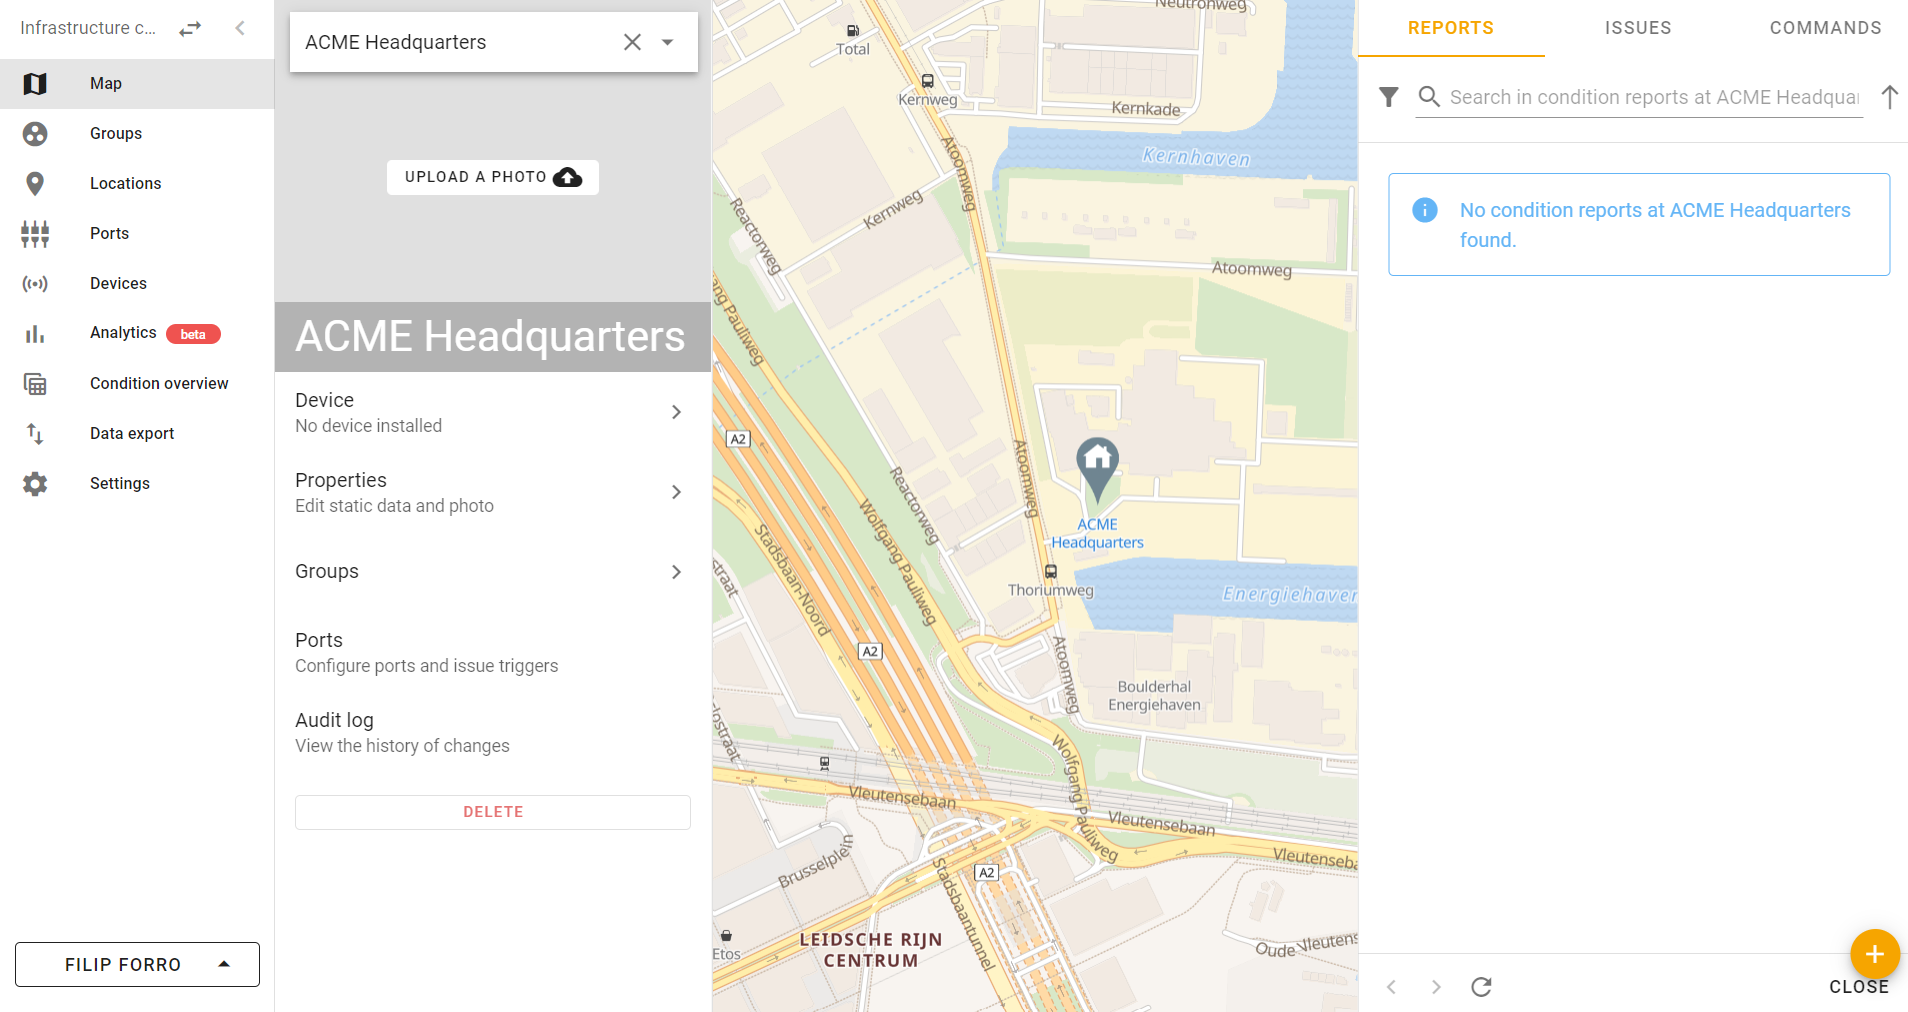 Infrastructure c...
Map
Groups
Locations
Ports
Devices
Analytics beta
Condition overview
Data export
Settings
FILIP FORRO
ACME Headquarters
UPLOAD A PHOTO
ACME Headquarters
Device
No device installed
Properties
Edit static data and photo
Groups
Ports
Configure ports and issue triggers
Audit log
View the history of changes
DELETE
Neutronweg
Total
Kernweg
Kernkade
Atoomweg
Kernhaven
Kernweg
Reactorweg
Atoomweg
ang Pauliweg
A2
Atoomweg
Reactorweg
Wolfgang Pauliweg
ACME
Headquarters
Stadsbaan-Noord
straat
Thoriumweg
Energiehaven
A2
Atoomweg
Boulderhal
Energiehaven
Wolfgang Pauliweg
Vleutensebaan
Vleutensebaan
Vleutenseba
Brusselplein
A2
Stadsbaantunnel
LEIDSCHE RIJN
CENTRUM
Etos
Oude Vleutens
REPORTS
ISSUES
COMMANDS
Search in condition reports at ACME Headquar
No condition reports at ACME Headquarters
found.
CLOSE